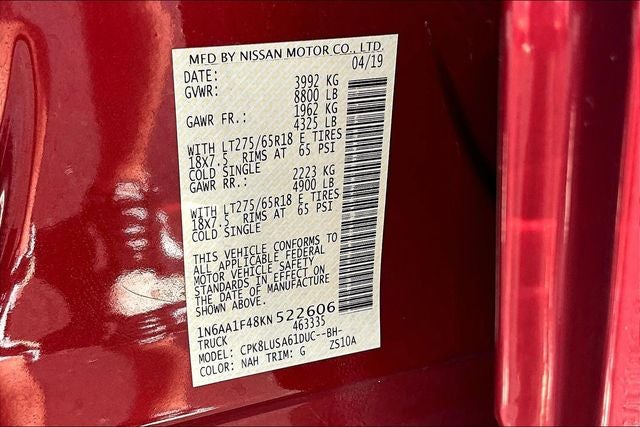 MFD BY NISSAN MOTOR CO., LTD.
DATE: 04/19
GVWR: 3992 KG
8800 LB
GAWR FR.: 1962 KG
4325 LB
WITH LT275/65R18 E TIRES
18X7.5 RIMS AT 65 PSI
COLD SINGLE
GAWR RR.: 2223 KG
4900 LB
WITH LT275/65R18 E TIRES
18X7.5 RIMS AT 65 PSI
COLD SINGLE
THIS VEHICLE CONFORMS TO
ALL APPLICABLE FEDERAL
MOTOR VEHICLE SAFETY
STANDARDS IN EFFECT ON
THE DATE OF MANUFACTURE
SHOWN ABOVE.
1N6AA1F48KN522606
TRUCK 463335
MODEL: CPK8LUSA61DUC--BH-
COLOR: NAH TRIM: G ZS10A